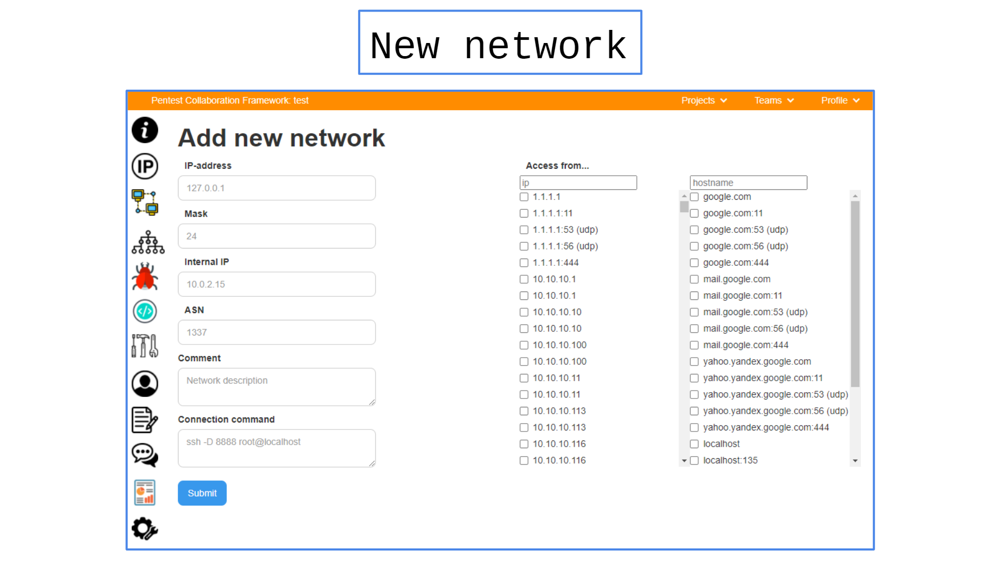 New network
Pentest Collaboration Framework: test
Projects
Teams
Profile
i
IP
</>
Add new network
IP-address
127.0.0.1
Mask
24
Internal IP
10.0.2.15
ASN
1337
Comment
Network description
Connection command
ssh -D 8888 root@localhost
Submit
Access from...
ip
1.1.1.1
1.1.1.1:11
1.1.1.1:53 (udp)
1.1.1.1:56 (udp)
1.1.1.1:444
10.10.10.1
10.10.10.1
10.10.10.10
10.10.10.10
10.10.10.100
10.10.10.100
10.10.10.11
10.10.10.11
10.10.10.113
10.10.10.113
10.10.10.116
10.10.10.116
hostname
google.com
google.com:11
google.com:53 (udp)
google.com:56 (udp)
google.com:444
mail.google.com
mail.google.com:11
mail.google.com:53 (udp)
mail.google.com:56 (udp)
mail.google.com:444
yahoo.yandex.google.com
yahoo.yandex.google.com:11
yahoo.yandex.google.com:53 (udp)
yahoo.yandex.google.com:56 (udp)
yahoo.yandex.google.com:444
localhost
localhost:135